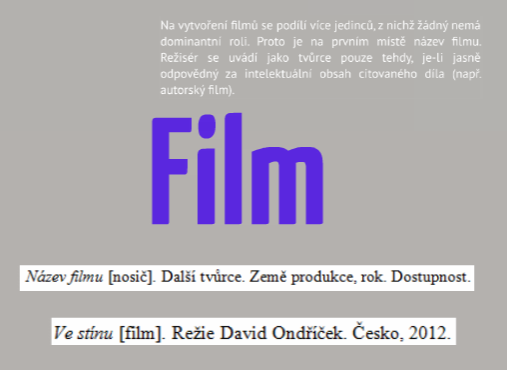 Na vytvoření filmů se podílí více jedinců, z nichž žádný nemá
dominantní roli. Proto je na prvním místě název filmu.
Režisér se uvádí jako tvůrce pouze tehdy, je-li jasně
odpovědný za intelektuální obsah citovaného díla (např.
autorský film).
Film
Název filmu [nosič]. Další tvůrce. Země produkce, rok. Dostupnost.
Ve stínu [film]. Režie David Ondříček. Česko, 2012.